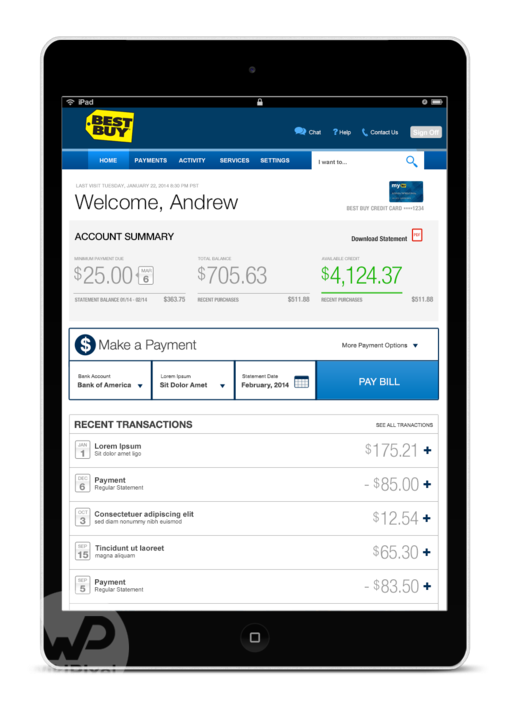 iPad
BEST
BUY
Chat ? Help Contact Us Sign Off
HOME PAYMENTS ACTIVITY SERVICES SETTINGS I want to...
LAST VISIT TUESDAY, JANUARY 22, 2014 8:00 PM PST
Welcome, Andrew
my
BEST BUY CREDIT CARD ••••1234
ACCOUNT SUMMARY Download Statement
MINIMUM PAYMENT DUE TOTAL BALANCE AVAILABLE CREDIT
$25.00 MAR 6 $705.63 $4,124.37
STATEMENT BALANCE 01/14 - 02/14 $363.75 RECENT PURCHASES $511.88 RECENT PURCHASES $511.88
$ Make a Payment More Payment Options
Bank Account Lorem Ipsum Statement Date
Bank of America Sit Dolor Amet February, 2014 PAY BILL
RECENT TRANSACTIONS SEE ALL TRANACTIONS
JAN 1 Lorem Ipsum $175.21 +
Sit dolor amet ligo
DEC 6 Payment - $85.00 +
Regular Statement
OCT 3 Consectetuer adipiscing elit $12.54 +
sed diam nonummy nibh euismod
SEP 15 Tincidunt ut laoreet $65.30 +
magna aliquam
SEP 5 Payment - $83.50 +
Regular Statement